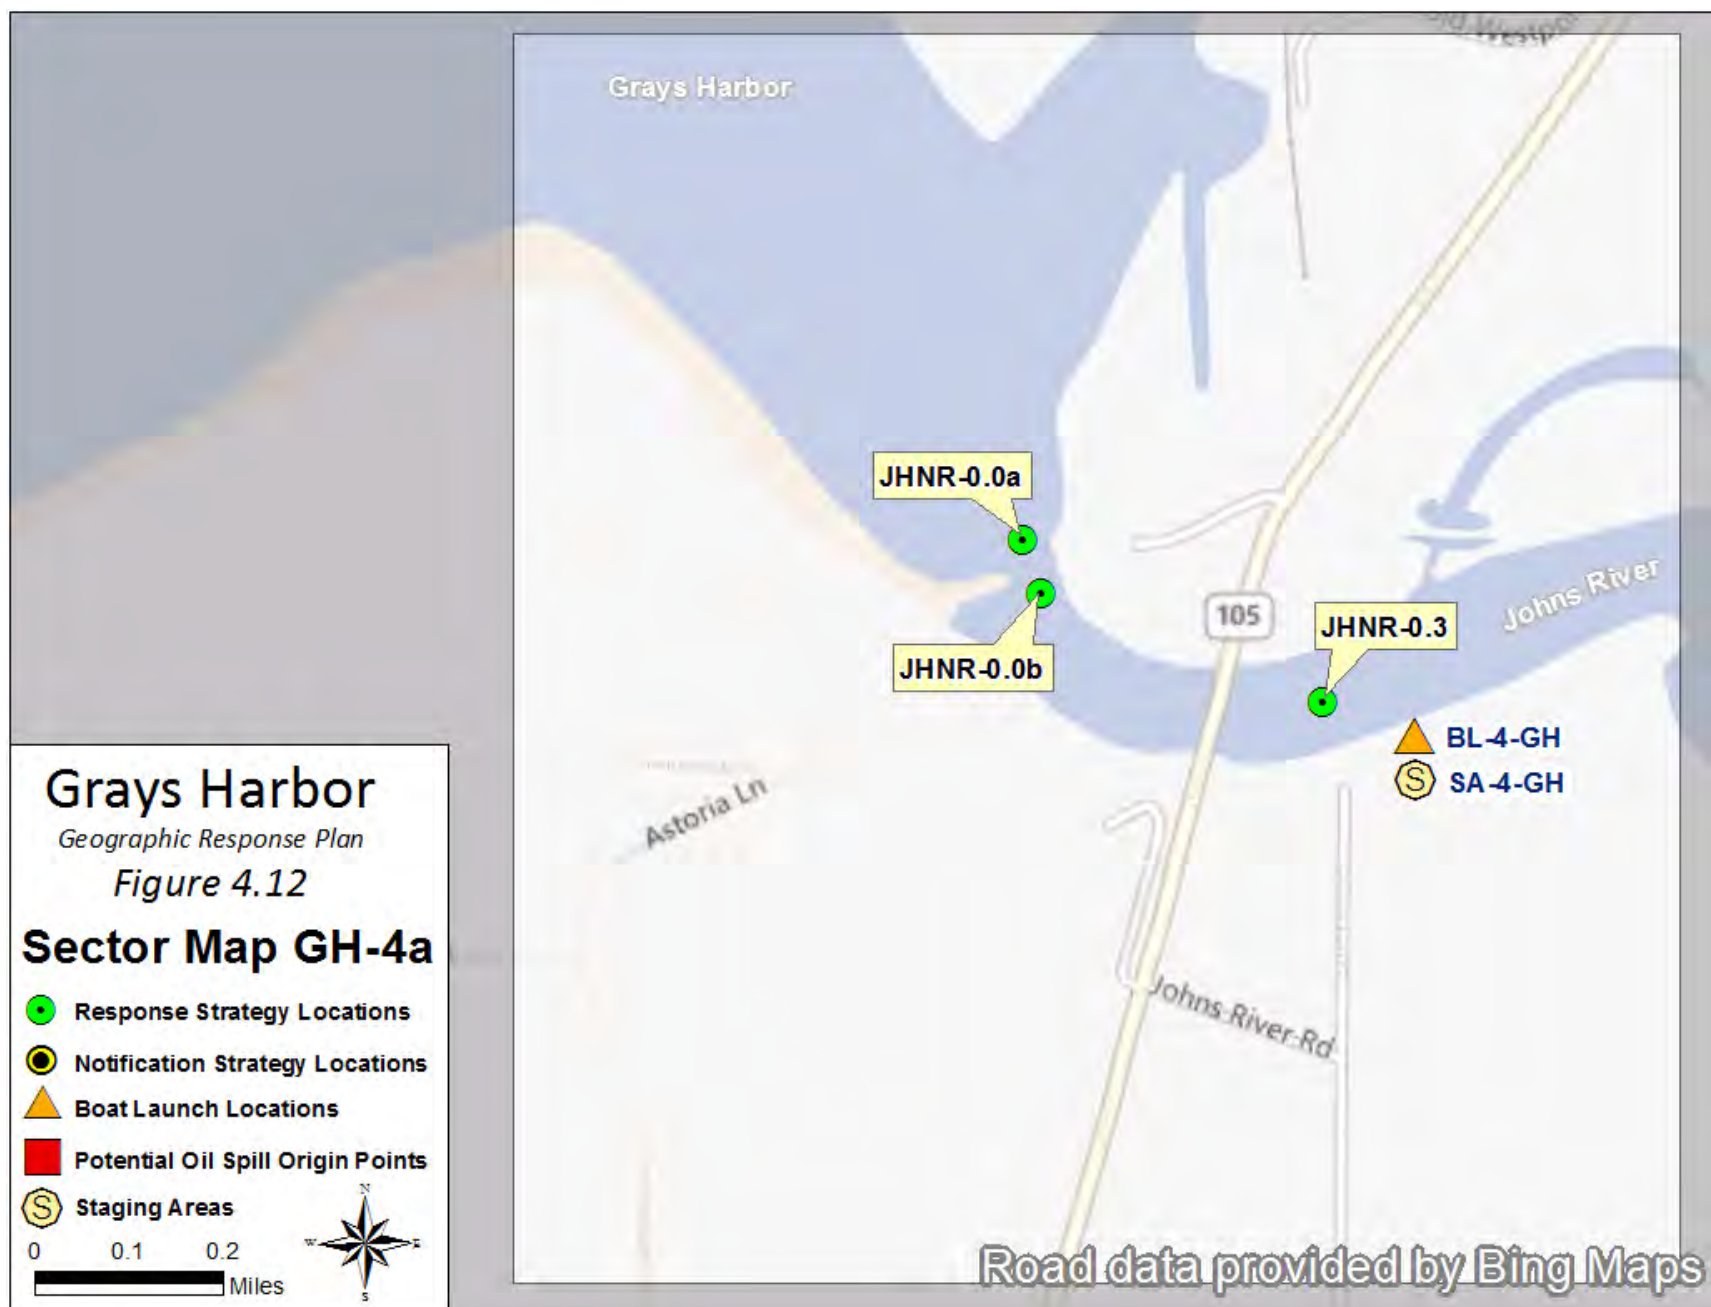 Old Westpo
Grays Harbor
JHNR-0.0a
Johns River
105
JHNR-0.3
JHNR-0.0b
BL-4-GH
SA-4-GH
Astoria Ln
Johns River Rd
Grays Harbor
Geographic Response Plan
Figure 4.12
Sector Map GH-4a
Response Strategy Locations
Notification Strategy Locations
Boat Launch Locations
Potential Oil Spill Origin Points
S Staging Areas
N
W E
S
0 0.1 0.2
Miles
Road data provided by Bing Maps